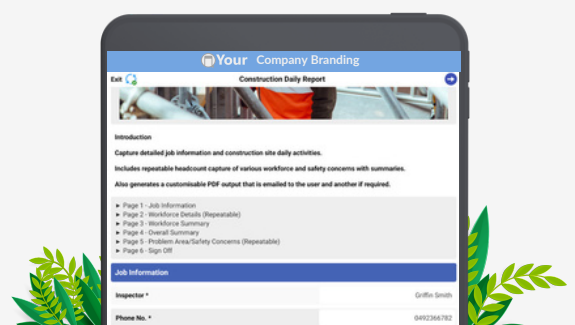 Your Company Branding
Exit Construction Daily Report
Introduction
Capture detailed job information and construction site daily activities.
Includes repeatable headcount capture of various workforce and safety concerns with summaries.
Also generates a customisable PDF output that is emailed to the user and another if required.
► Page 1 - Job Information
► Page 2 - Workforce Details (Repeatable)
► Page 3 - Workforce Summary
► Page 4 - Overall Summary
► Page 5 - Problem Area/Safety Concerns (Repeatable)
► Page 6 - Sign Off
Job Information
Inspector * Griffin Smith
Phone No. * 0492366782